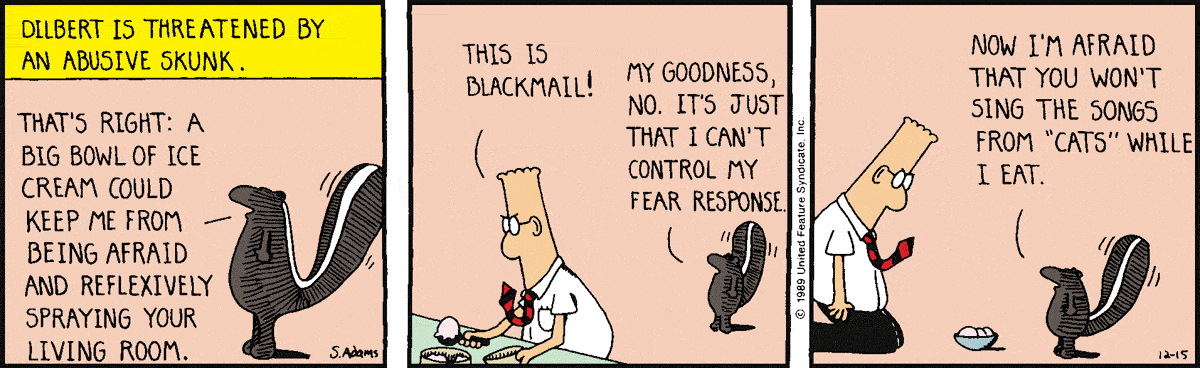 DILBERT IS THREATENED BY
AN ABUSIVE SKUNK.
THAT'S RIGHT: A
BIG BOWL OF ICE
CREAM COULD
KEEP ME FROM
BEING AFRAID
AND REFLEXIVELY
SPRAYING YOUR
LIVING ROOM.
S.Adams
THIS IS
BLACKMAIL!
MY GOODNESS,
NO. IT'S JUST
THAT I CAN'T
CONTROL MY
FEAR RESPONSE.
© 1989 United Feature Syndicate, Inc.
NOW I'M AFRAID
THAT YOU WON'T
SING THE SONGS
FROM "CATS" WHILE
I EAT.
12-15